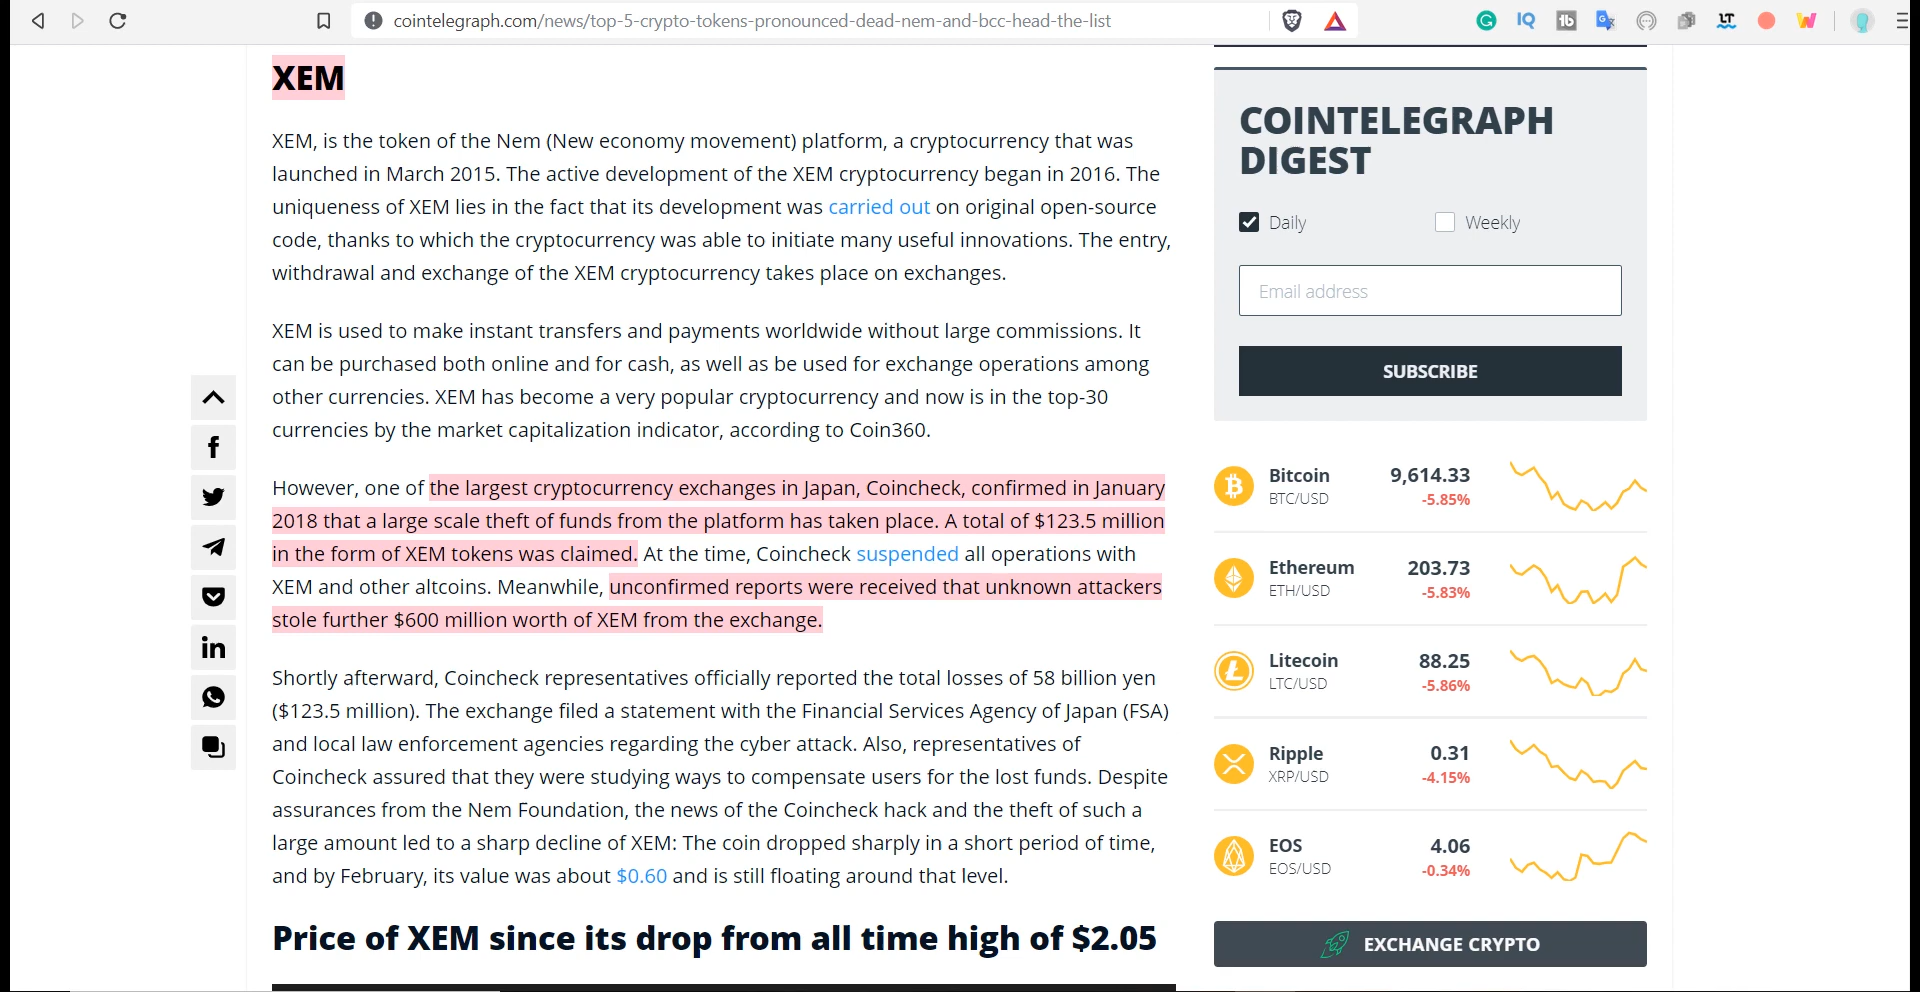 cointelegraph.com/news/top-5-crypto-tokens-pronounced-dead-nem-and-bcc-head-the-list
XEM
XEM, is the token of the Nem (New economy movement) platform, a cryptocurrency that was
launched in March 2015. The active development of the XEM cryptocurrency began in 2016. The
uniqueness of XEM lies in the fact that its development was carried out on original open-source
code, thanks to which the cryptocurrency was able to initiate many useful innovations. The entry,
withdrawal and exchange of the XEM cryptocurrency takes place on exchanges.
XEM is used to make instant transfers and payments worldwide without large commissions. It
can be purchased both online and for cash, as well as be used for exchange operations among
other currencies. XEM has become a very popular cryptocurrency and now is in the top-30
currencies by the market capitalization indicator, according to Coin360.
However, one of the largest cryptocurrency exchanges in Japan, Coincheck, confirmed in January
2018 that a large scale theft of funds from the platform has taken place. A total of $123.5 million
in the form of XEM tokens was claimed. At the time, Coincheck suspended all operations with
XEM and other altcoins. Meanwhile, unconfirmed reports were received that unknown attackers
stole further $600 million worth of XEM from the exchange.
Shortly afterward, Coincheck representatives officially reported the total losses of 58 billion yen
($123.5 million). The exchange filed a statement with the Financial Services Agency of Japan (FSA)
and local law enforcement agencies regarding the cyber attack. Also, representatives of
Coincheck assured that they were studying ways to compensate users for the lost funds. Despite
assurances from the Nem Foundation, the news of the Coincheck hack and the theft of such a
large amount led to a sharp decline of XEM: The coin dropped sharply in a short period of time,
and by February, its value was about $0.60 and is still floating around that level.
Price of XEM since its drop from all time high of $2.05
COINTELEGRAPH
DIGEST
Daily
Weekly
Email address
SUBSCRIBE
Bitcoin 9,614.33
BTC/USD -5.85%
Ethereum 203.73
ETH/USD -5.83%
Litecoin 88.25
LTC/USD -5.86%
Ripple 0.31
XRP/USD -4.15%
EOS 4.06
EOS/USD -0.34%
EXCHANGE CRYPTO